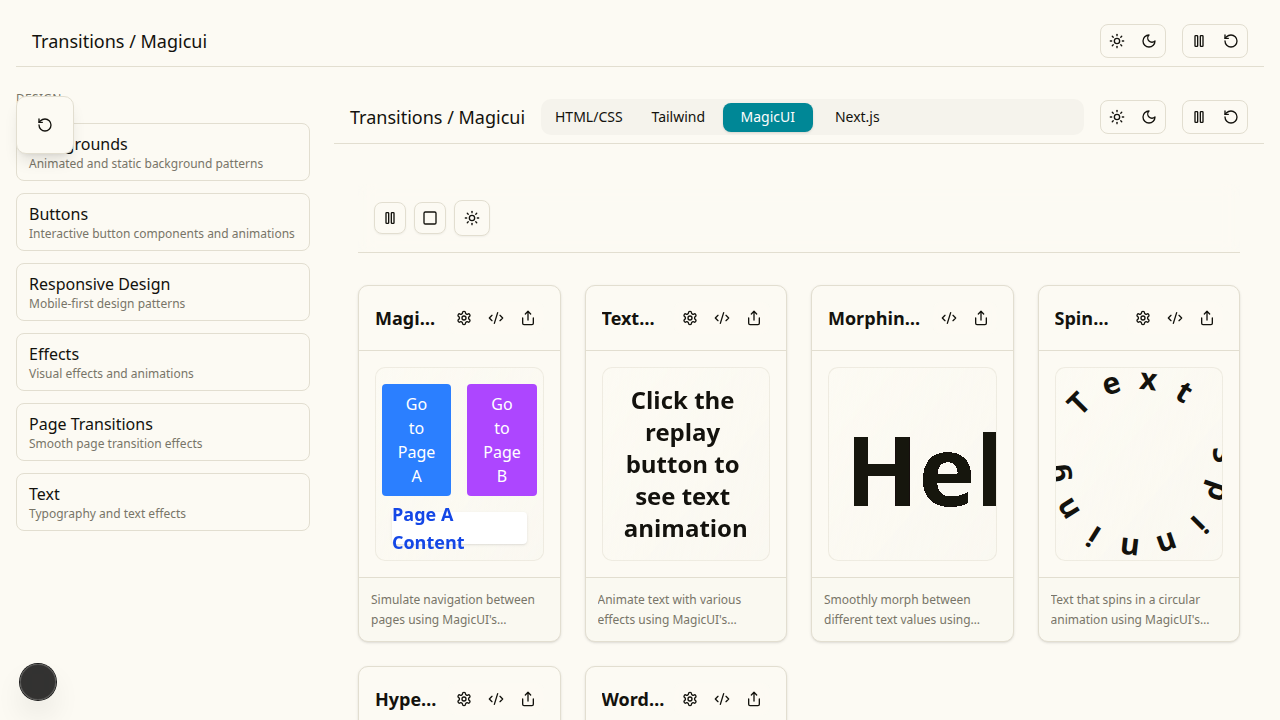 Transitions / Magicui
DESIGN
Animated and static background patterns
Buttons
Interactive button components and animations
Responsive Design
Mobile-first design patterns
Effects
Visual effects and animations
Page Transitions
Smooth page transition effects
Text
Typography and text effects
Transitions / Magicui
HTML/CSS
Tailwind
MagicUI
Next.js
Magi...
Go
to
Page
A
Go
to
Page
B
Page A
Content
Simulate navigation between
pages using MagicUI's...
Text...
Click the
replay
button to
see text
animation
Animate text with various
effects using MagicUI's...
Morphin...
Hel
Smoothly morph between
different text values using...
Spin...
Text
spinning
Text that spins in a circular
animation using MagicUI's...
Hype...
Word...